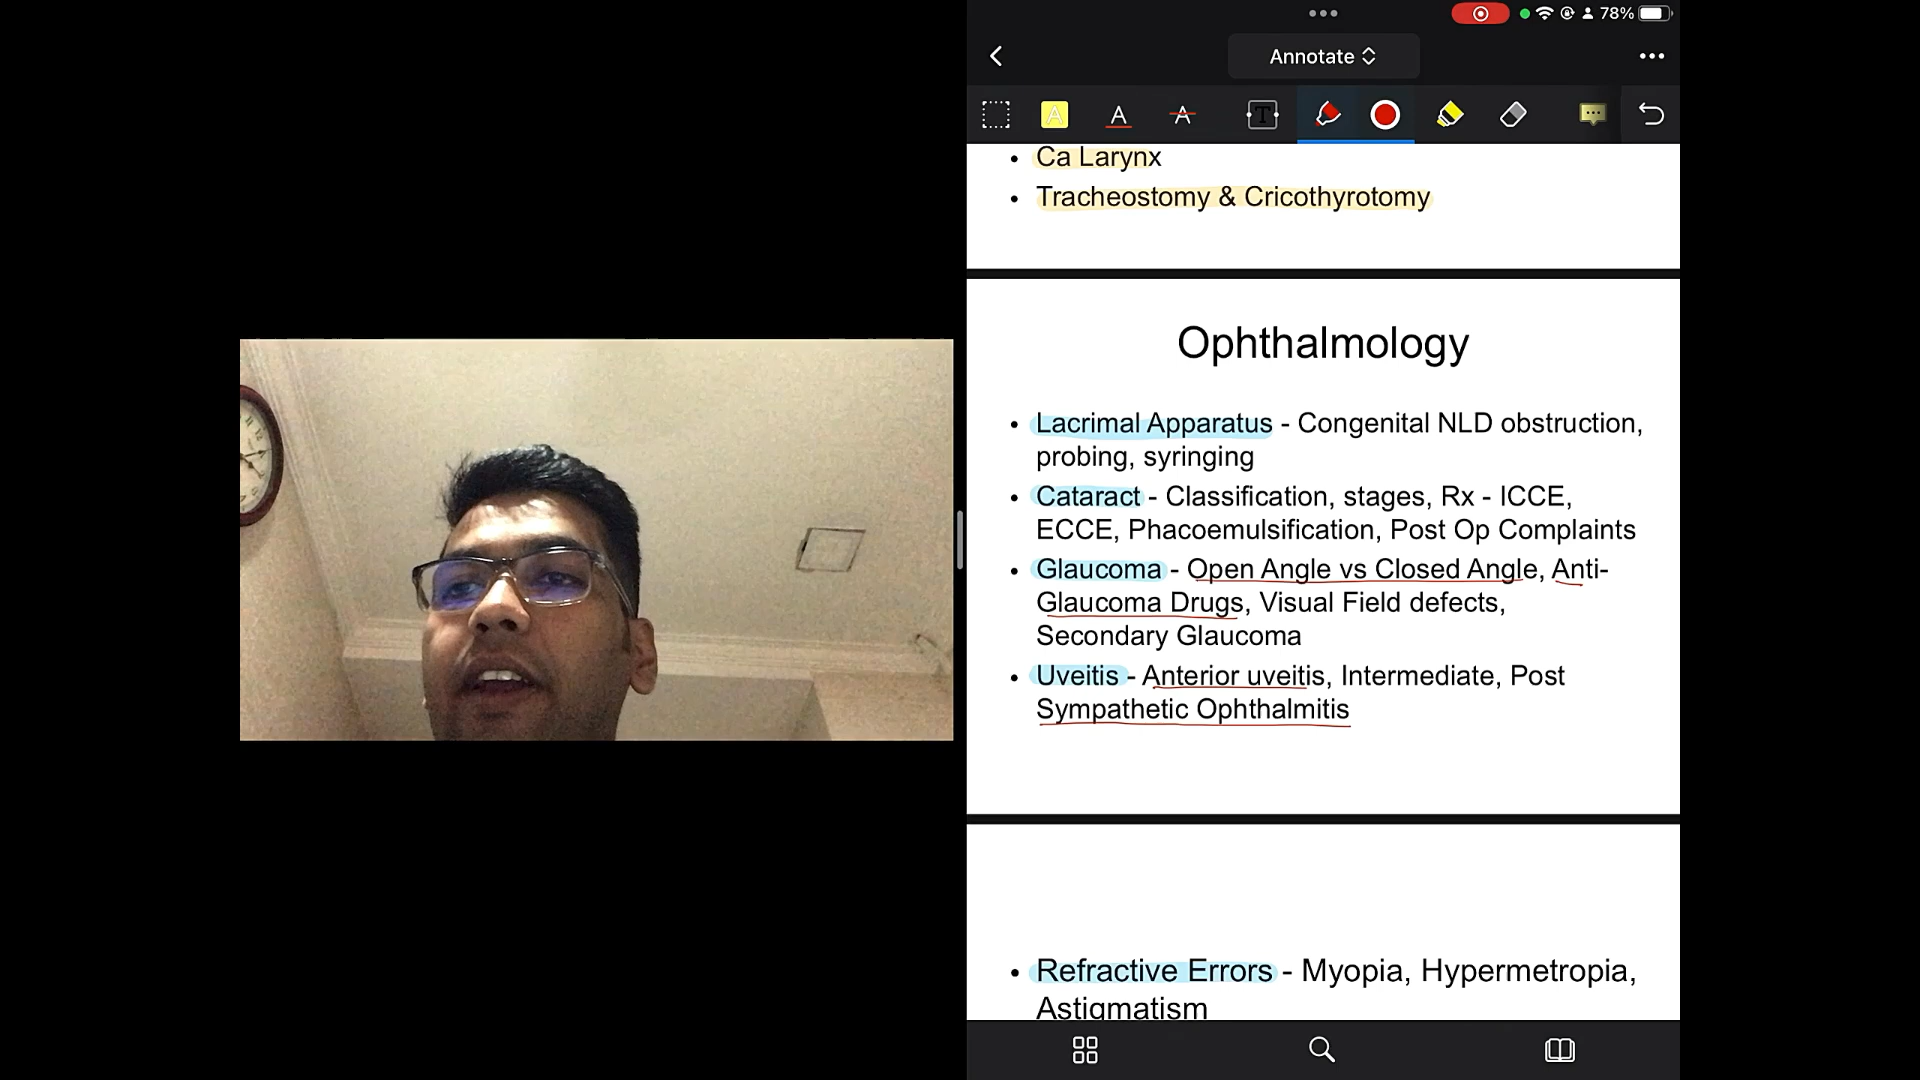 78%
Annotate
A
A
A
T
• Ca Larynx
• Tracheostomy & Cricothyrotomy
Ophthalmology
• Lacrimal Apparatus - Congenital NLD obstruction,
probing, syringing
• Cataract - Classification, stages, Rx - ICCE,
ECCE, Phacoemulsification, Post Op Complaints
• Glaucoma - Open Angle vs Closed Angle, Anti-
Glaucoma Drugs, Visual Field defects,
Secondary Glaucoma
• Uveitis - Anterior uveitis, Intermediate, Post
Sympathetic Ophthalmitis
• Refractive Errors - Myopia, Hypermetropia,
Astigmatism